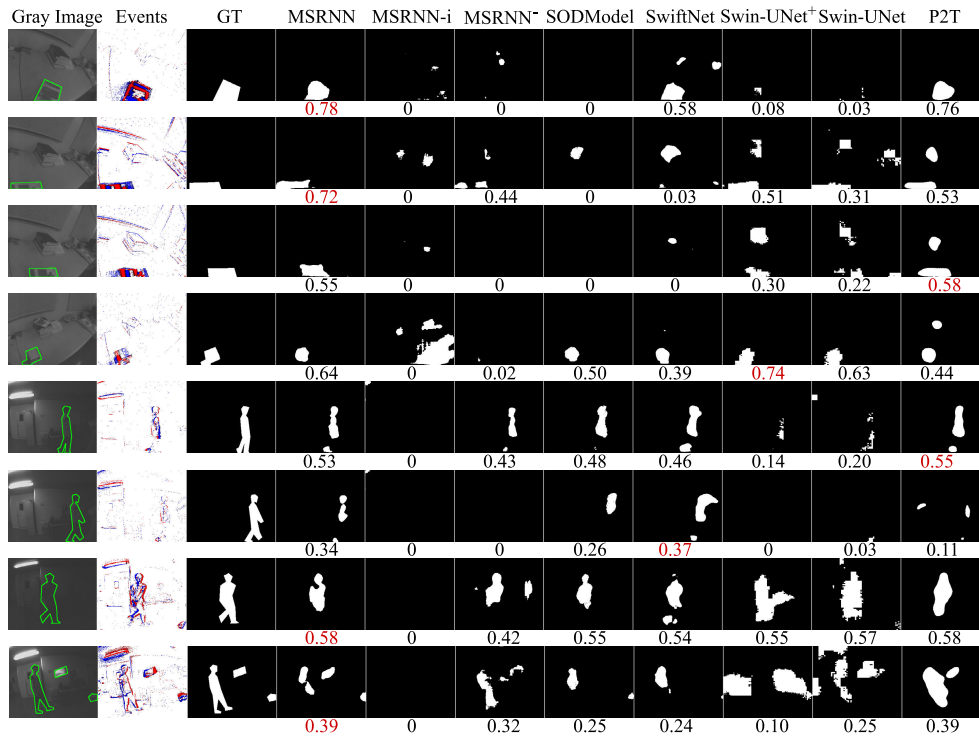 Gray Image Events GT MSRNN MSRNN-i MSRNN⁻ SODModel SwiftNet Swin-UNet⁺ Swin-UNet P2T
0.78 0 0 0 0.58 0.08 0.03 0.76
0.72 0 0.44 0 0.03 0.51 0.31 0.53
0.55 0 0 0 0 0.30 0.22 0.58
0.64 0 0.02 0.50 0.39 0.74 0.63 0.44
0.53 0 0.43 0.48 0.46 0.14 0.20 0.55
0.34 0 0 0.26 0.37 0 0.03 0.11
0.58 0 0.42 0.55 0.54 0.55 0.57 0.58
0.39 0 0.32 0.25 0.24 0.10 0.25 0.39